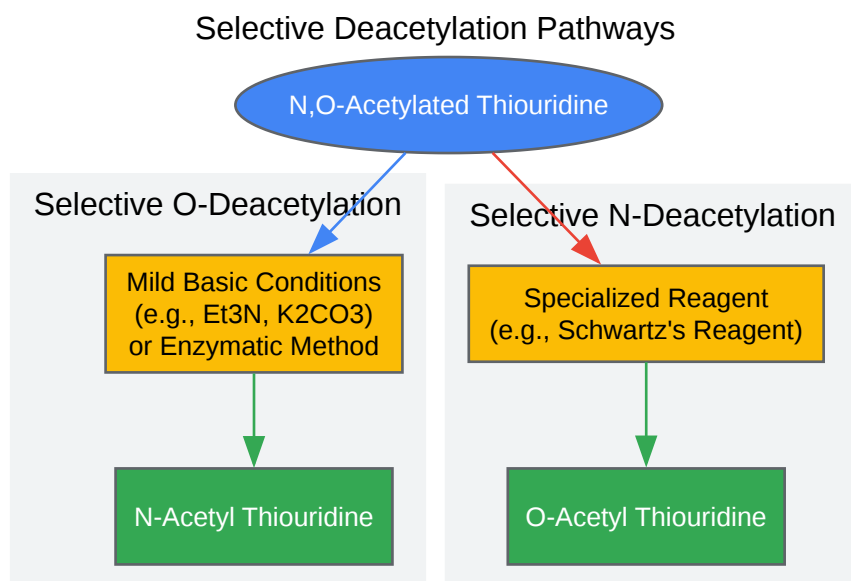 Selective Deacetylation Pathways
N,O-Acetylated Thiouridine
Selective O-Deacetylation
Mild Basic Conditions
(e.g., Et3N, K2CO3)
or Enzymatic Method
N-Acetyl Thiouridine
Selective N-Deacetylation
Specialized Reagent
(e.g., Schwartz's Reagent)
O-Acetyl Thiouridine